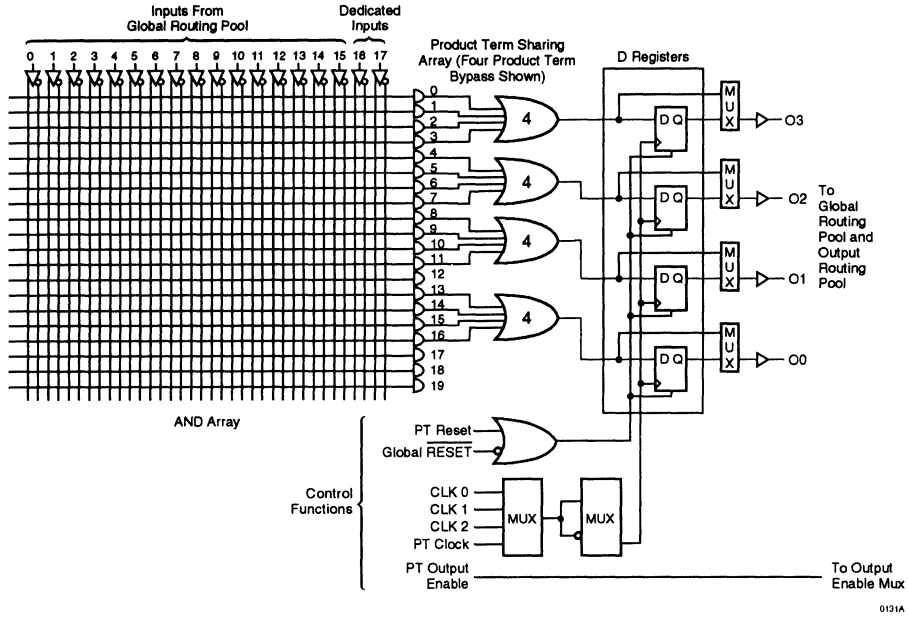 Inputs From
Global Routing Pool
Dedicated
Inputs
0 1 2 3 4 5 6 7 8 9 10 11 12 13 14 15 16 17
Product Term Sharing
Array (Four Product Term
Bypass Shown)
D Registers
0
1
2
3
4
5
6
7
8
9
10
11
12
13
14
15
16
17
18
19
4
4
4
4
D Q
MUX
O3
D Q
MUX
O2
D Q
MUX
O1
D Q
MUX
O0
To
Global
Routing
Pool and
Output
Routing
Pool
AND Array
Control
Functions
PT Reset
Global RESET
CLK 0
CLK 1
CLK 2
PT Clock
MUX
MUX
PT Output
Enable
To Output
Enable Mux
0131A